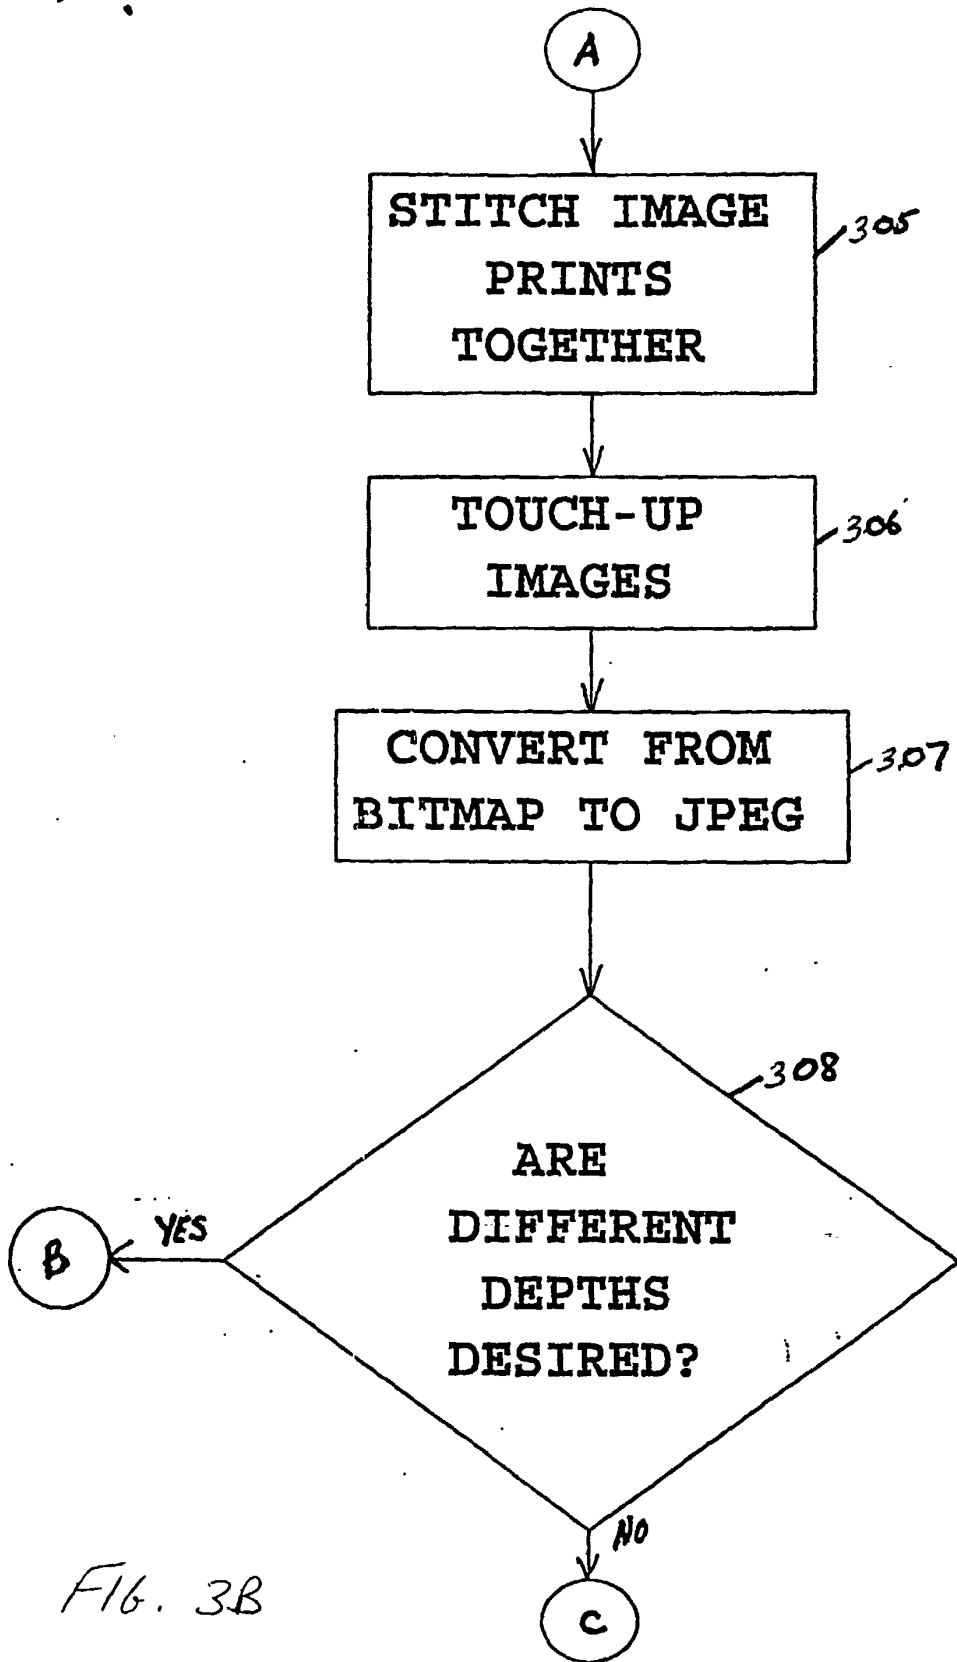 A
STITCH IMAGE
PRINTS
TOGETHER
305
TOUCH-UP
IMAGES
306
CONVERT FROM
BITMAP TO JPEG
307
308
ARE
DIFFERENT
DEPTHS
DESIRED?
YES
B
NO
C
FIG. 3B